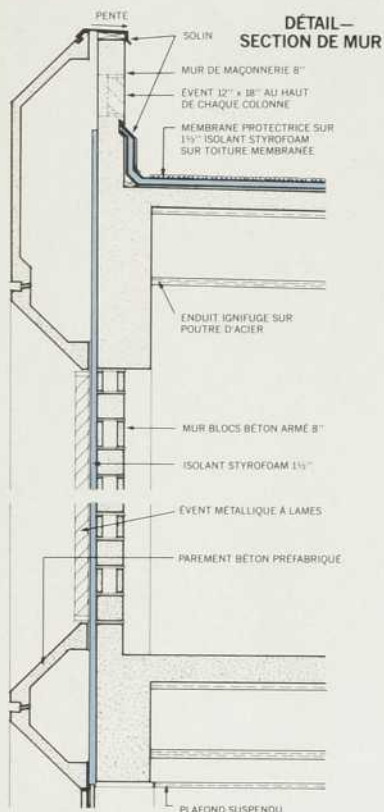 PENTE
DÉTAIL—
SECTION DE MUR
SOLIN
MUR DE MAÇONNERIE 8"
ÉVENT 12" x 18" AU HAUT
DE CHAQUE COLONNE
MEMBRANE PROTECTRICE SUR
1½" ISOLANT STYROFOAM
SUR TOITURE MEMBRANÉE
ENDUIT IGNIFUGE SUR
POUTRE D'ACIER
MUR BLOCS BÉTON ARMÉ 8"
ISOLANT STYROFOAM 1½"
ÉVENT MÉTALLIQUE À LAMES
PAREMENT BÉTON PRÉFABRIQUÉ
PLAFOND SUSPENDU